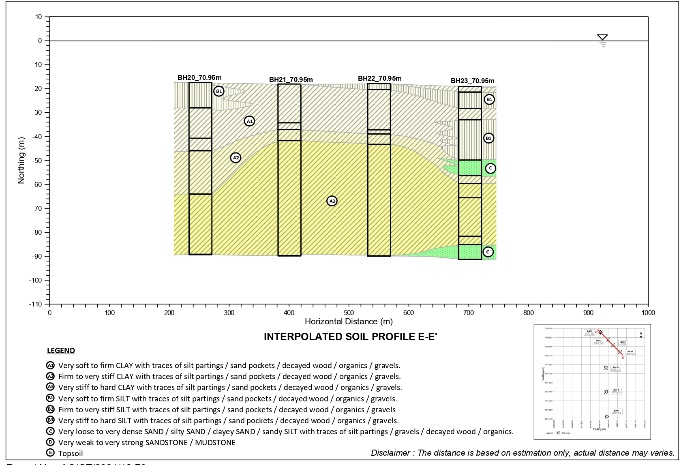 10
0
10
20
30
-40
-50
60
70
80
-90
-100
-110
Northing (m)
BH20_70.95m
BH21_70.95m
BH22_70.95m
BH23_70.95m
0
100
200
300
400
500
600
700
800
900
1000
Horizontal Distance (m)
INTERPOLATED SOIL PROFILE E-E'
LEGEND
Very soft to firm CLAY with traces of silt partings / sand pockets / decayed wood / organics / gravels.
Firm to very stiff CLAY with traces of silt partings / sand pockets / decayed wood / organics / gravels.
Very stiff to hard CLAY with traces of silt partings / sand pockets / decayed wood / organics / gravels.
Very soft to firm SILT with traces of silt partings / sand pockets / decayed wood / organics / gravels.
Firm to very stiff SILT with traces of silt partings / sand pockets / decayed wood / organics / gravels
Very stiff to hard SILT with traces of silt partings / sand pockets / decayed wood / organics / gravels.
C Very loose to very dense SAND / silty SAND / clayey SAND / sandy SILT with traces of silt partings / gravels / decayed wood / organics.
D Very weak to very strong SANDSTONE / MUDSTONE
Topsoil
Disclaimer : The distance is based on estimation only, actual distance may varies.